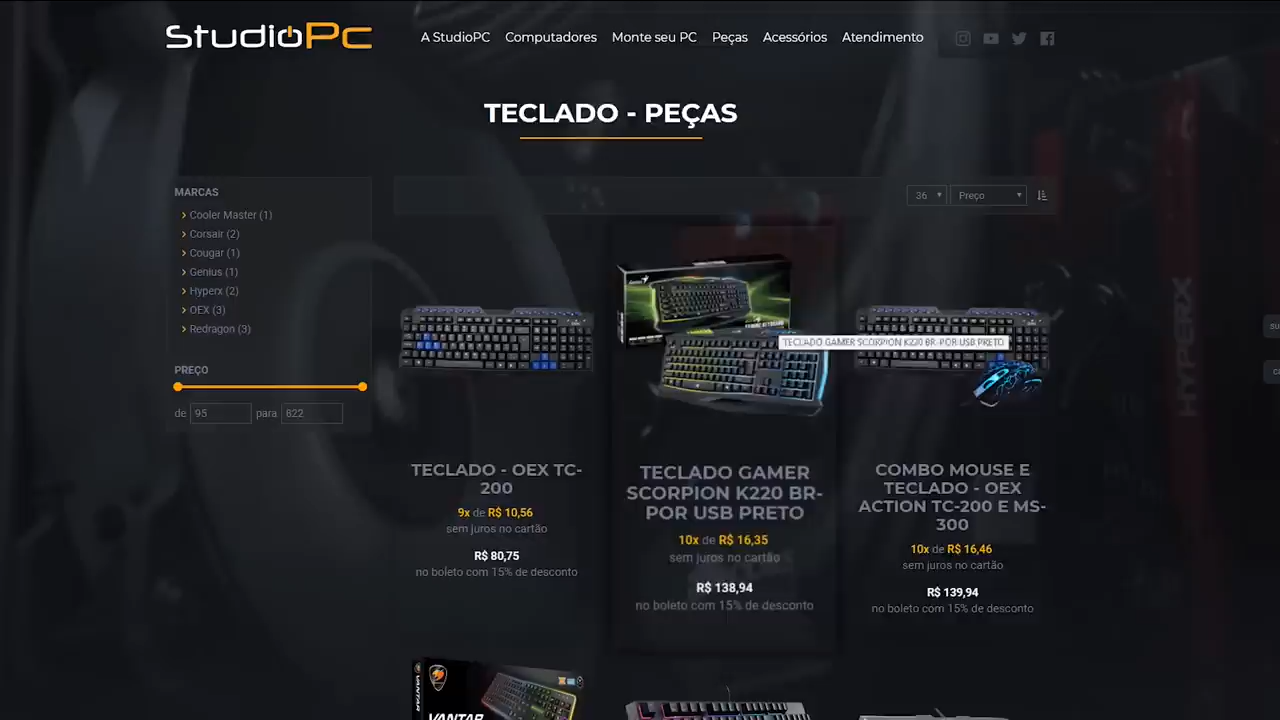 StudioPc
A StudioPC Computadores Monte seu PC Peças Acessórios Atendimento
TECLADO - PEÇAS
MARCAS
Cooler Master (1)
Corsair (2)
Cougar (1)
Genius (1)
Hyperx (2)
OEX (3)
Redragon (3)
PREÇO
de 95 para 822
36 Preço
TECLADO GAMER SCORPION K220 BR-POR USB PRETO
TECLADO - OEX TC-
200
9x de R$ 10,56
sem juros no cartão
R$ 80,75
no boleto com 15% de desconto
TECLADO GAMER
SCORPION K220 BR-
POR USB PRETO
10x de R$ 16,35
sem juros no cartão
R$ 138,94
no boleto com 15% de desconto
COMBO MOUSE E
TECLADO - OEX
ACTION TC-200 E MS-
300
10x de R$ 16,46
sem juros no cartão
R$ 139,94
no boleto com 15% de desconto
HYPERX
VANTAR
VANTAR